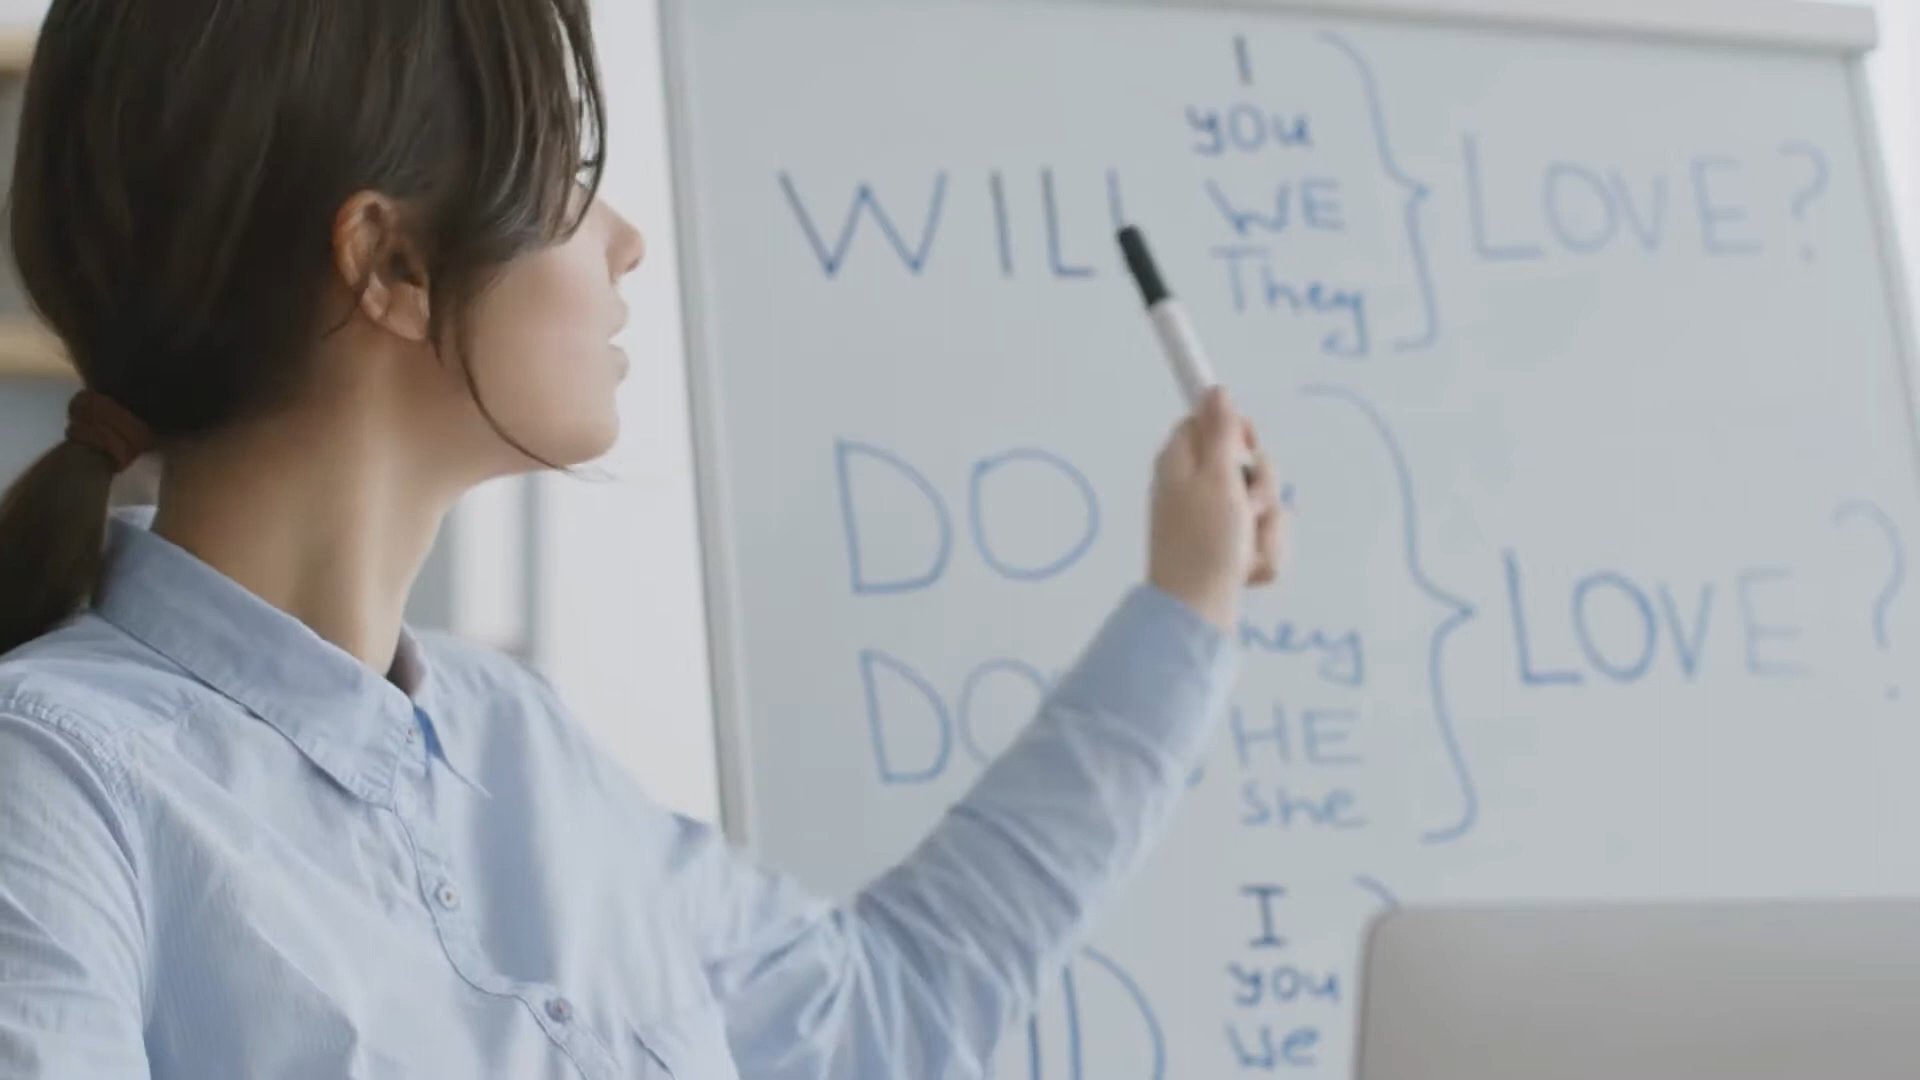 I
you
WILL WE LOVE?
They
DO
hey LOVE?
DO HE
She
I
you
We